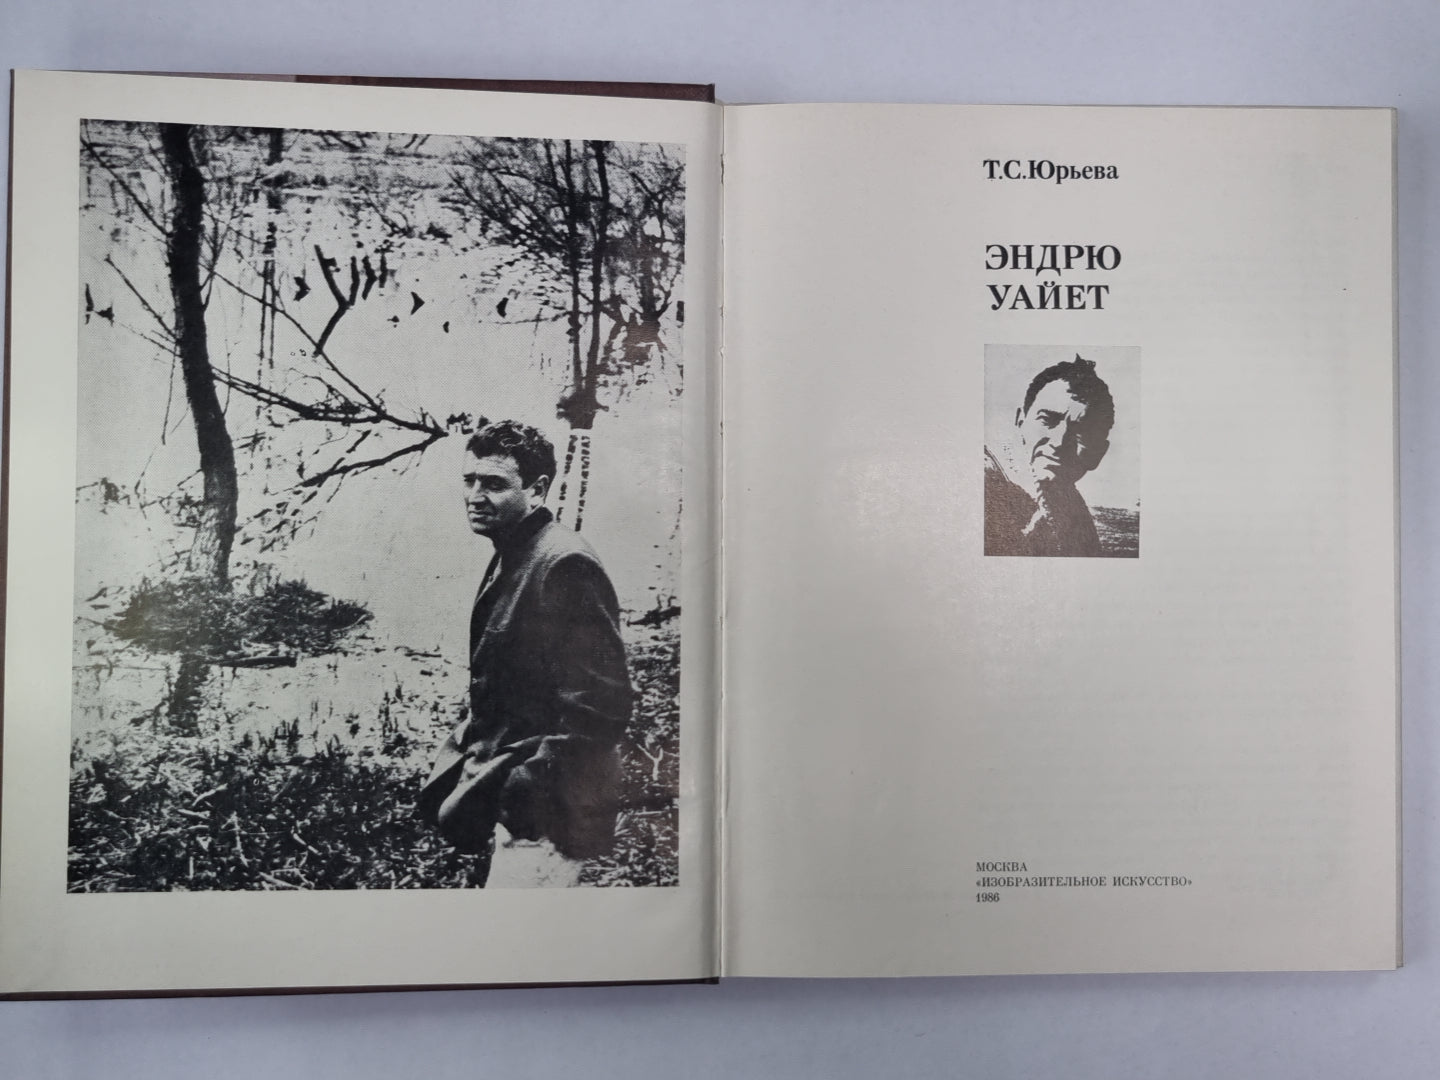 Т.С.Юрьева
ЭНДРЮ
УАЙЕТ
МОСКВА
«ИЗОБРАЗИТЕЛЬНОЕ ИСКУССТВО»
1986